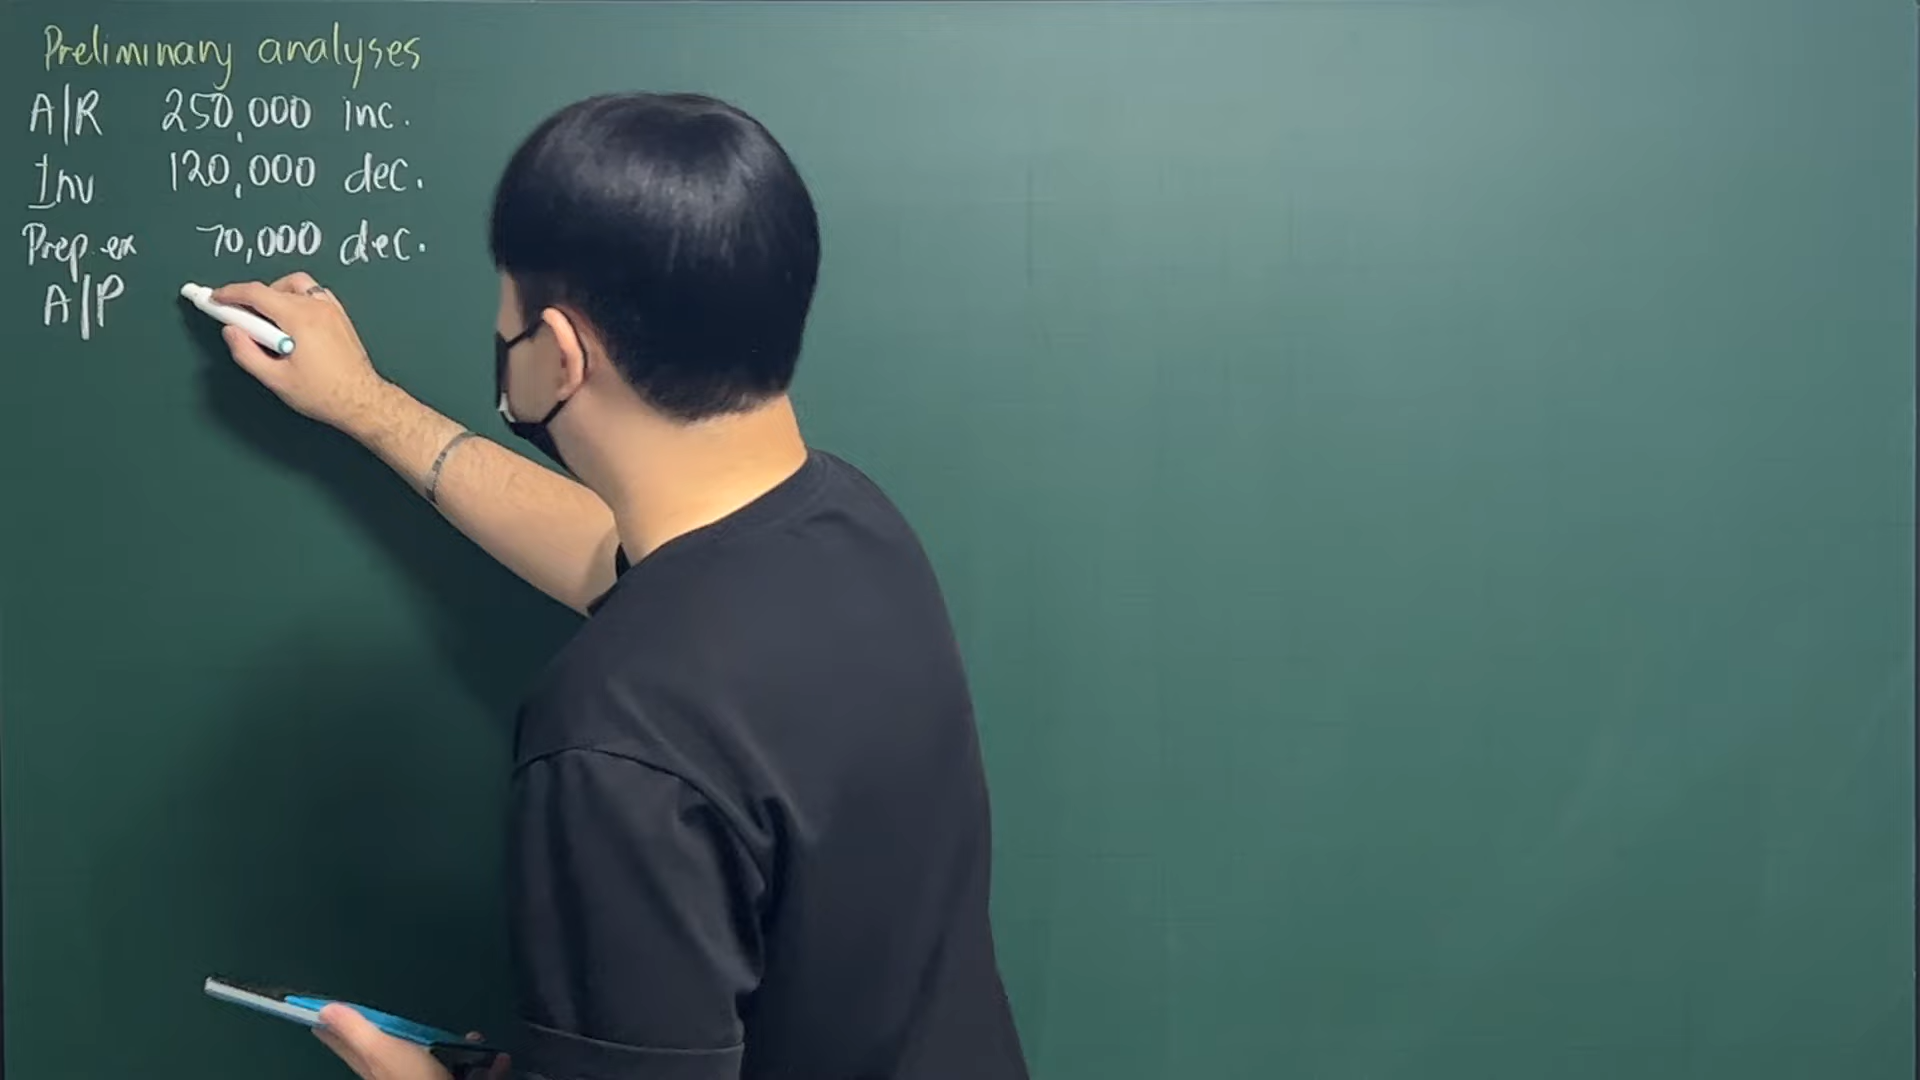 Preliminary analyses
A/R 250,000 inc.
Inv 120,000 dec.
Prep. ex 70,000 dec.
A/P